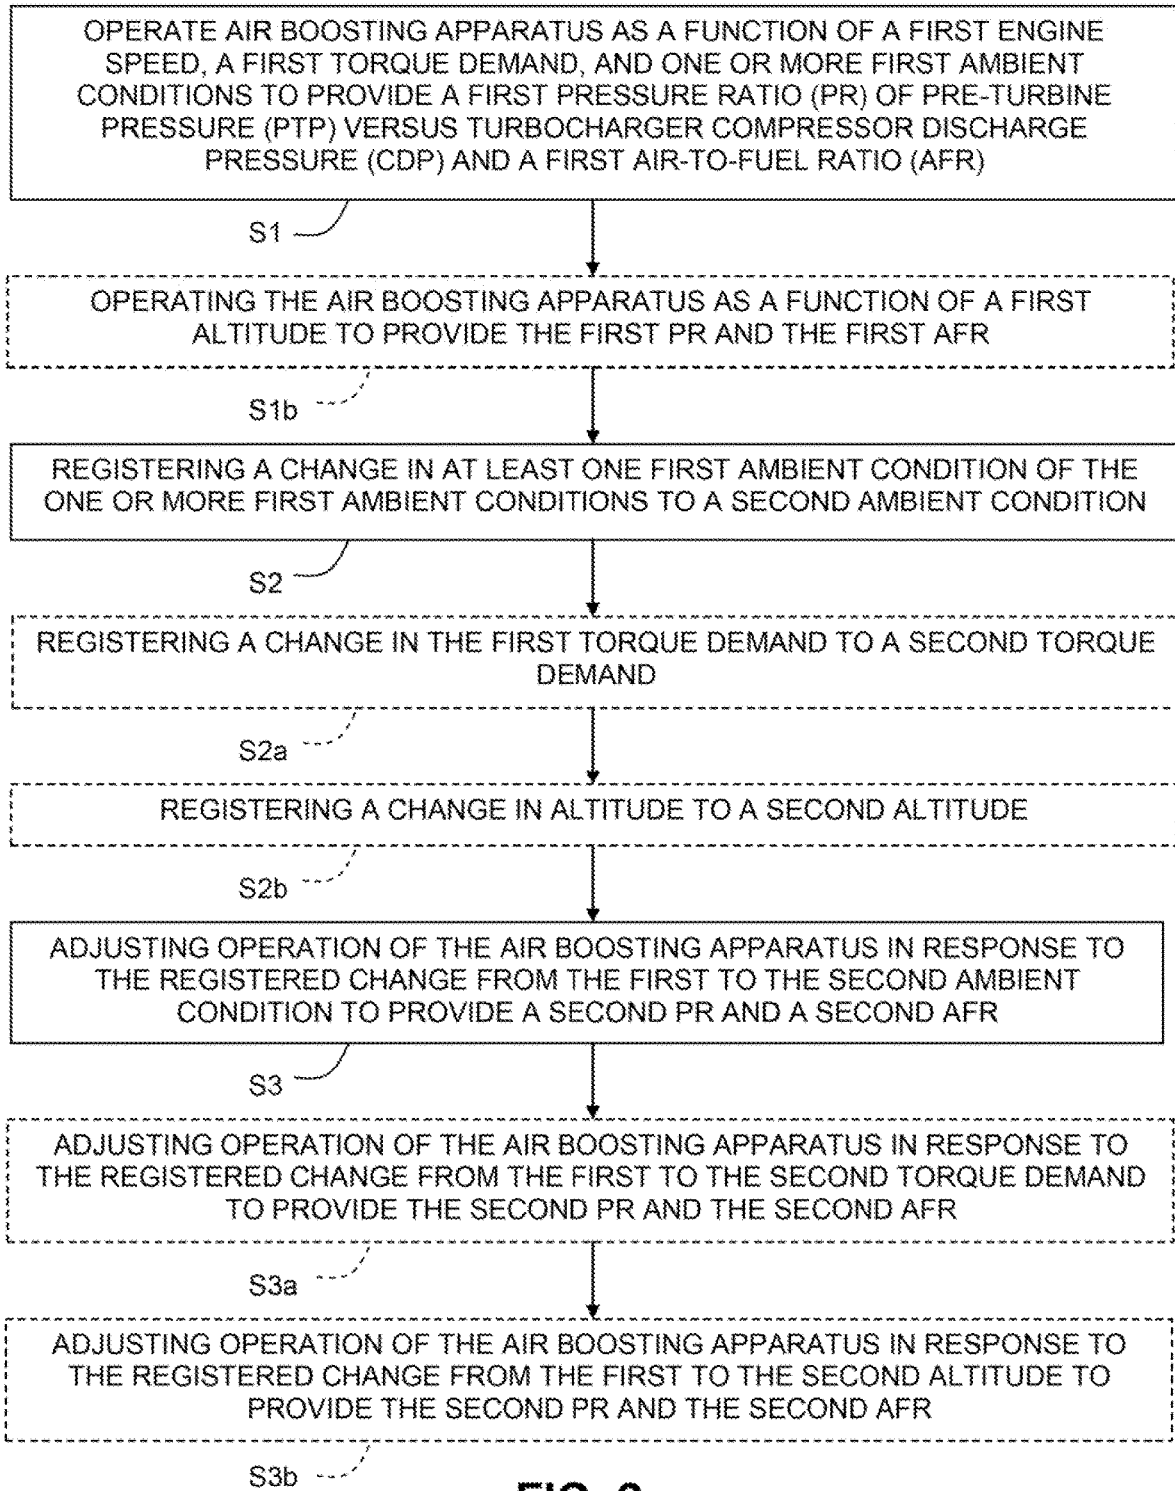 OPERATE AIR BOOSTING APPARATUS AS A FUNCTION OF A FIRST ENGINE
SPEED, A FIRST TORQUE DEMAND, AND ONE OR MORE FIRST AMBIENT
CONDITIONS TO PROVIDE A FIRST PRESSURE RATIO (PR) OF PRE-TURBINE
PRESSURE (PTP) VERSUS TURBOCHARGER COMPRESSOR DISCHARGE
PRESSURE (CDP) AND A FIRST AIR-TO-FUEL RATIO (AFR)
S1
OPERATING THE AIR BOOSTING APPARATUS AS A FUNCTION OF A FIRST
ALTITUDE TO PROVIDE THE FIRST PR AND THE FIRST AFR
S1b
REGISTERING A CHANGE IN AT LEAST ONE FIRST AMBIENT CONDITION OF THE
ONE OR MORE FIRST AMBIENT CONDITIONS TO A SECOND AMBIENT CONDITION
S2
REGISTERING A CHANGE IN THE FIRST TORQUE DEMAND TO A SECOND TORQUE
DEMAND
S2a
REGISTERING A CHANGE IN ALTITUDE TO A SECOND ALTITUDE
S2b
ADJUSTING OPERATION OF THE AIR BOOSTING APPARATUS IN RESPONSE TO
THE REGISTERED CHANGE FROM THE FIRST TO THE SECOND AMBIENT
CONDITION TO PROVIDE A SECOND PR AND A SECOND AFR
S3
ADJUSTING OPERATION OF THE AIR BOOSTING APPARATUS IN RESPONSE TO
THE REGISTERED CHANGE FROM THE FIRST TO THE SECOND TORQUE DEMAND
TO PROVIDE THE SECOND PR AND THE SECOND AFR
S3a
ADJUSTING OPERATION OF THE AIR BOOSTING APPARATUS IN RESPONSE TO
THE REGISTERED CHANGE FROM THE FIRST TO THE SECOND ALTITUDE TO
PROVIDE THE SECOND PR AND THE SECOND AFR
S3b
FIG.